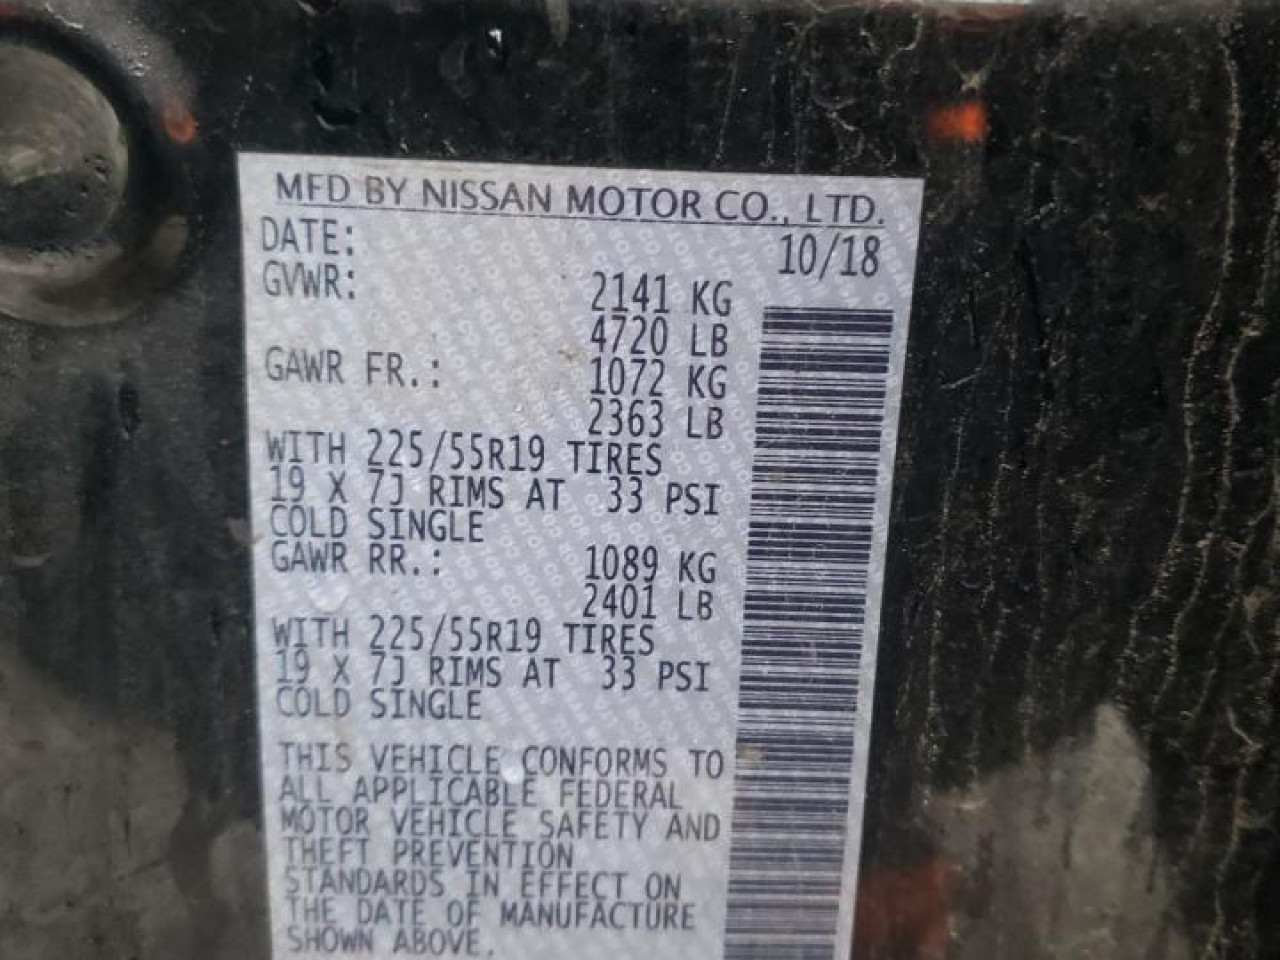 MFD BY NISSAN MOTOR CO., LTD.
DATE: 10/18
GVWR: 2141 KG
4720 LB
GAWR FR.: 1072 KG
2363 LB
WITH 225/55R19 TIRES
19 X 7J RIMS AT 33 PSI
COLD SINGLE
GAWR RR.: 1089 KG
2401 LB
WITH 225/55R19 TIRES
19 X 7J RIMS AT 33 PSI
COLD SINGLE
THIS VEHICLE CONFORMS TO
ALL APPLICABLE FEDERAL
MOTOR VEHICLE SAFETY AND
THEFT PREVENTION
STANDARDS IN EFFECT ON
THE DATE OF MANUFACTURE
SHOWN ABOVE.